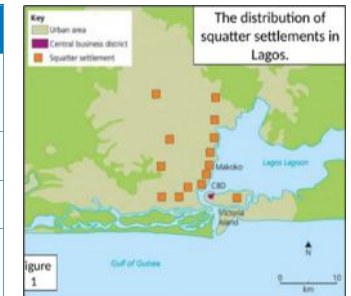 Key
Urban area
Central business district
Squatter settlement
The distribution of
squatter settlements in
Lagos.
Makoko
Lagos Lagoon
CBD
Victoria
Island
Gulf of Guinea
N
0 10
km
igure
1